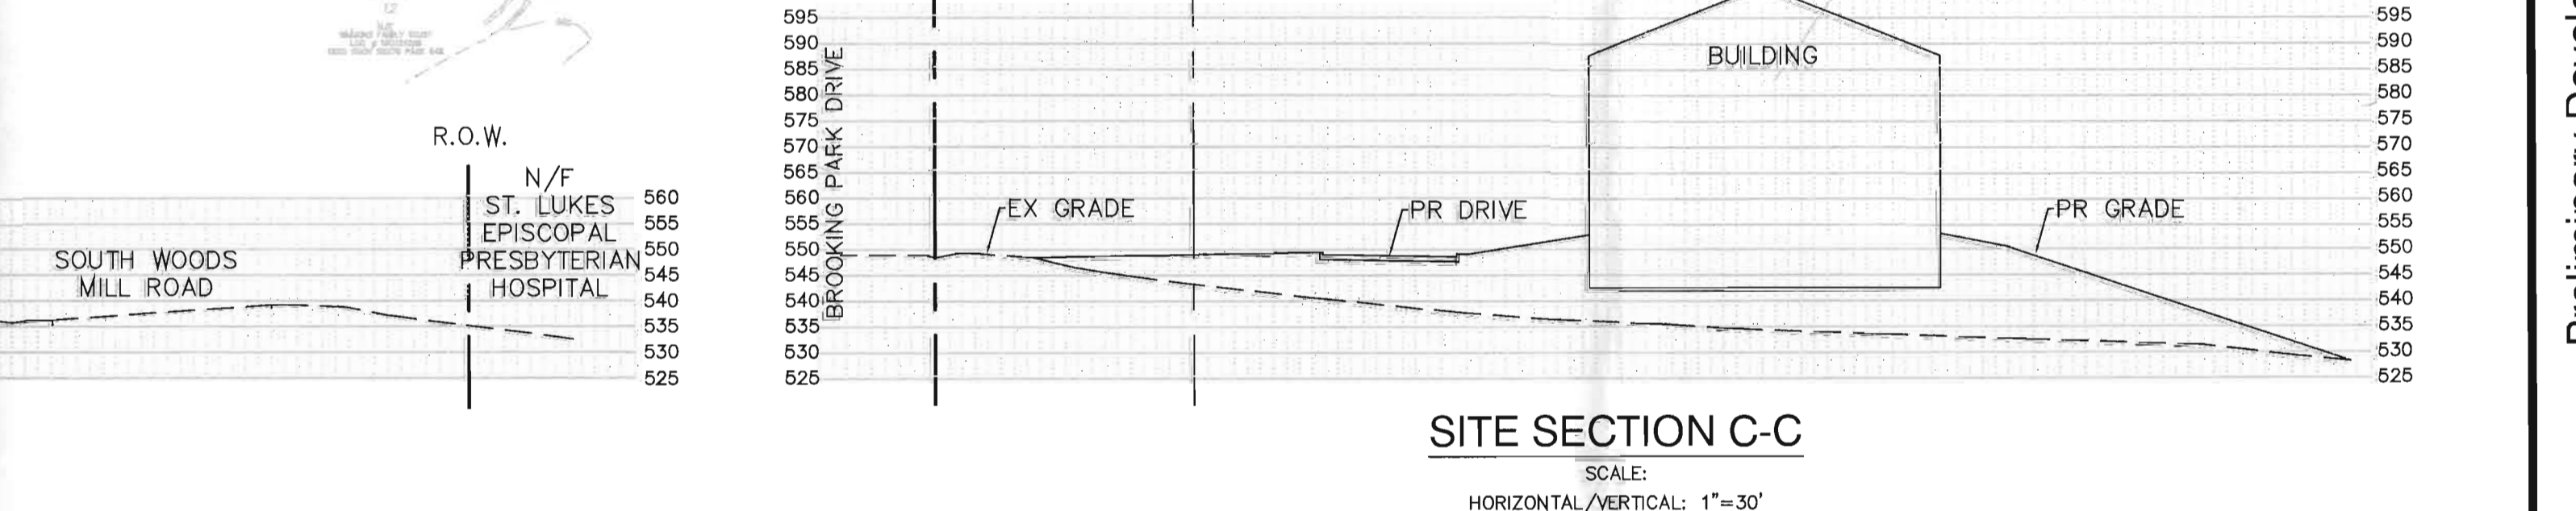 R.O.W.
N/F
ST. LUKES
EPISCOPAL
PRESBYTERIAN
HOSPITAL
SOUTH WOODS
MILL ROAD
560
555
550
545
540
535
530
525
595
590
585
580
575
570
565
560
555
550
545
540
535
530
525
BROOKING PARK DRIVE
EX GRADE
PR DRIVE
BUILDING
PR GRADE
595
590
585
580
575
570
565
560
555
550
545
540
535
530
525
SITE SECTION C-C
SCALE:
HORIZONTAL/VERTICAL: 1"=30'